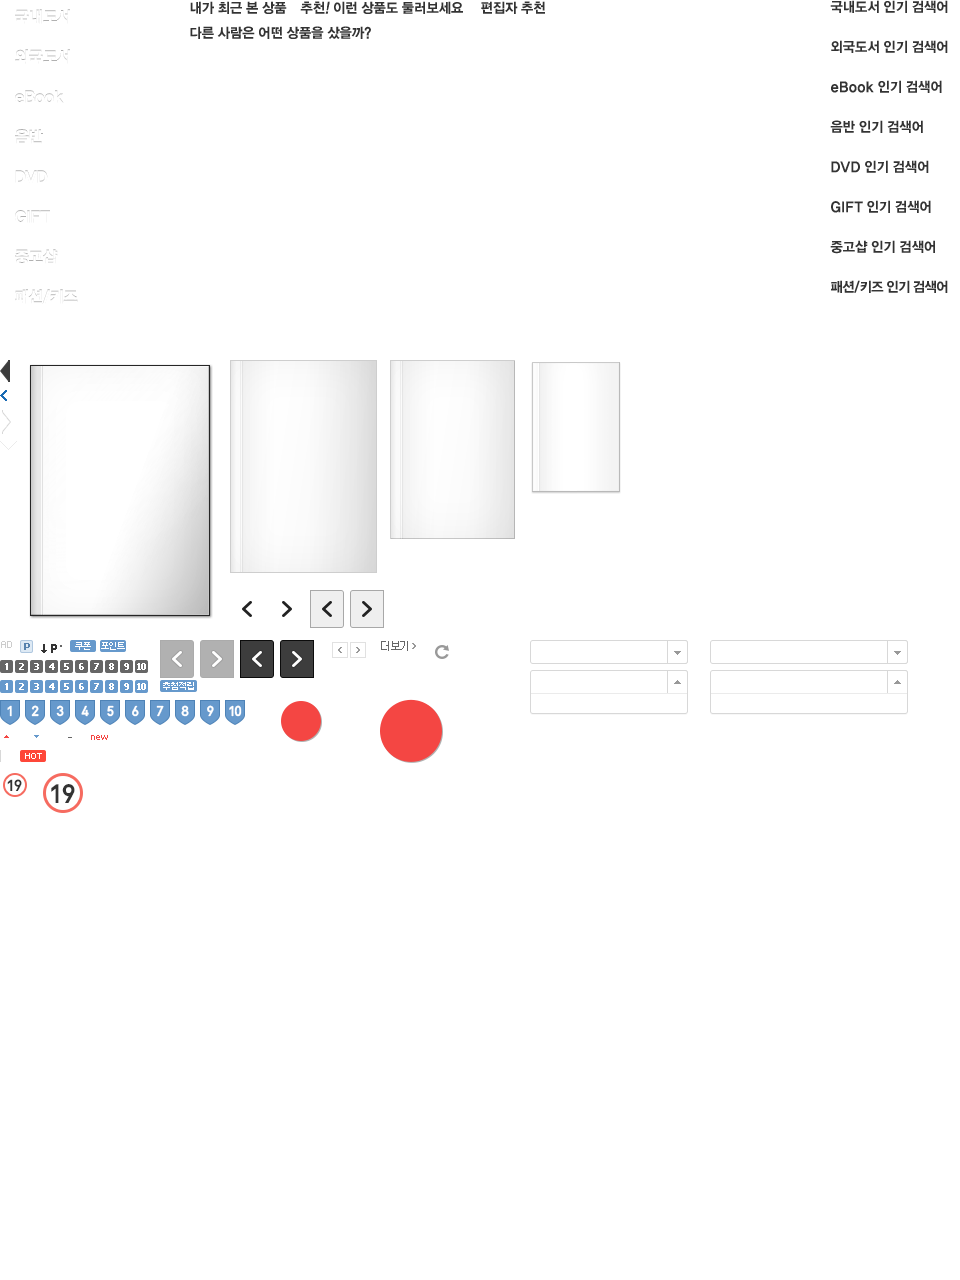 국내도서
외국도서
eBook
음반
DVD
GIFT
중고샵
패션/키즈
내가 최근 본 상품 추천! 이런 상품도 둘러보세요 편집자 추천
다른 사람은 어떤 상품을 샀을까?
국내도서 인기 검색어
외국도서 인기 검색어
eBook 인기 검색어
음반 인기 검색어
DVD 인기 검색어
GIFT 인기 검색어
중고샵 인기 검색어
패션/키즈 인기 검색어
AD P ↓P· 쿠폰 포인트
더보기 >
1 2 3 4 5 6 7 8 9 10
1 2 3 4 5 6 7 8 9 10
추첨적립
1 2 3 4 5 6 7 8 9 10
new
HOT
19 19